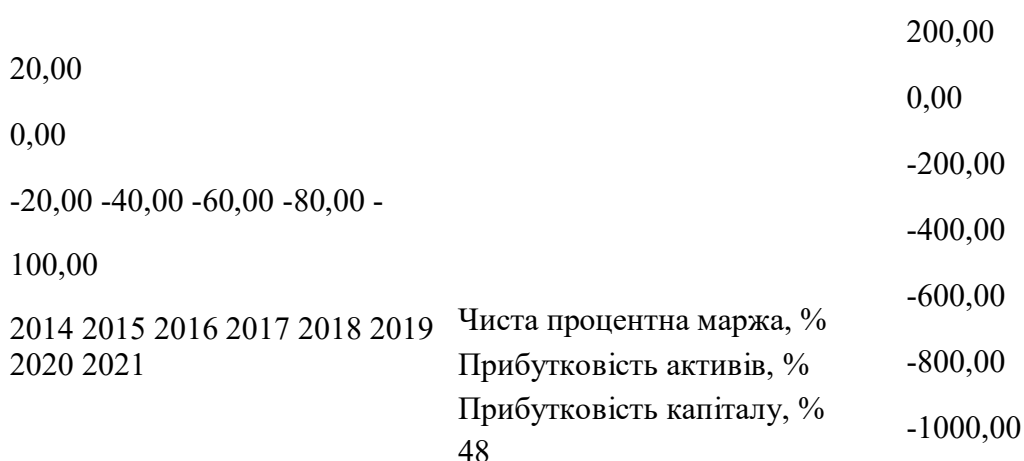 20,00
0,00
-20,00 -40,00 -60,00 -80,00 -
100,00
2014 2015 2016 2017 2018 2019
2020 2021
Чиста процентна маржа, %
Прибутковість активів, %
Прибутковість капіталу, %
48
200,00
0,00
-200,00
-400,00
-600,00
-800,00
-1000,00